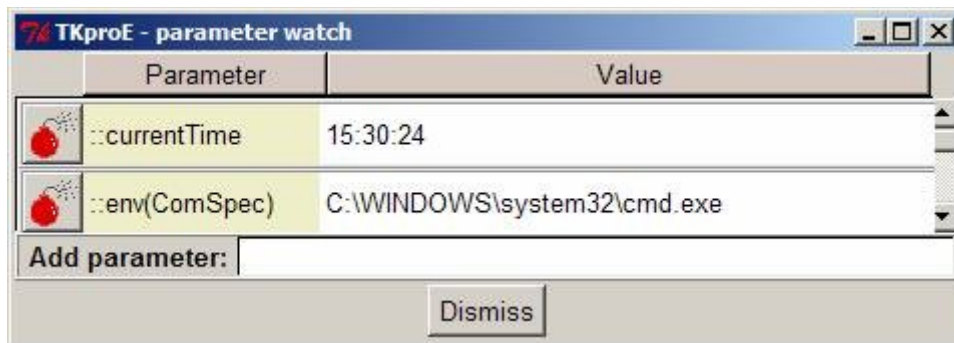 TKproE - parameter watch
Parameter Value
::currentTime 15:30:24
::env(ComSpec) C:\WINDOWS\system32\cmd.exe
Add parameter:
Dismiss